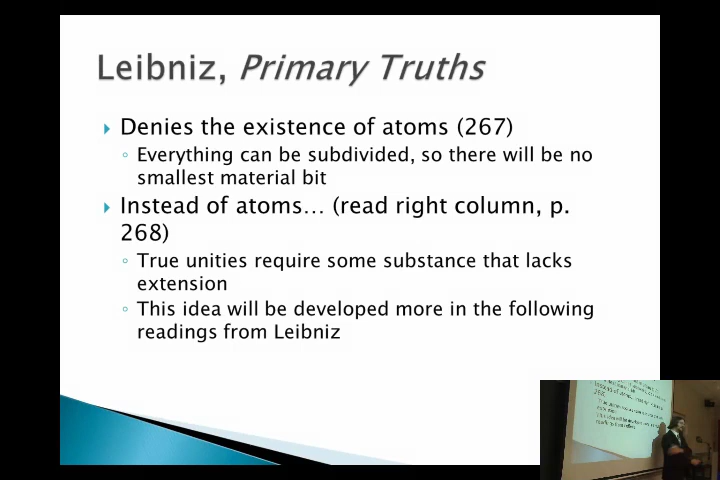 Leibniz, Primary Truths
Denies the existence of atoms (267)
Everything can be subdivided, so there will be no
smallest material bit
Instead of atoms... (read right column, p.
268)
True unities require some substance that lacks
extension
This idea will be developed more in the following
readings from Leibniz